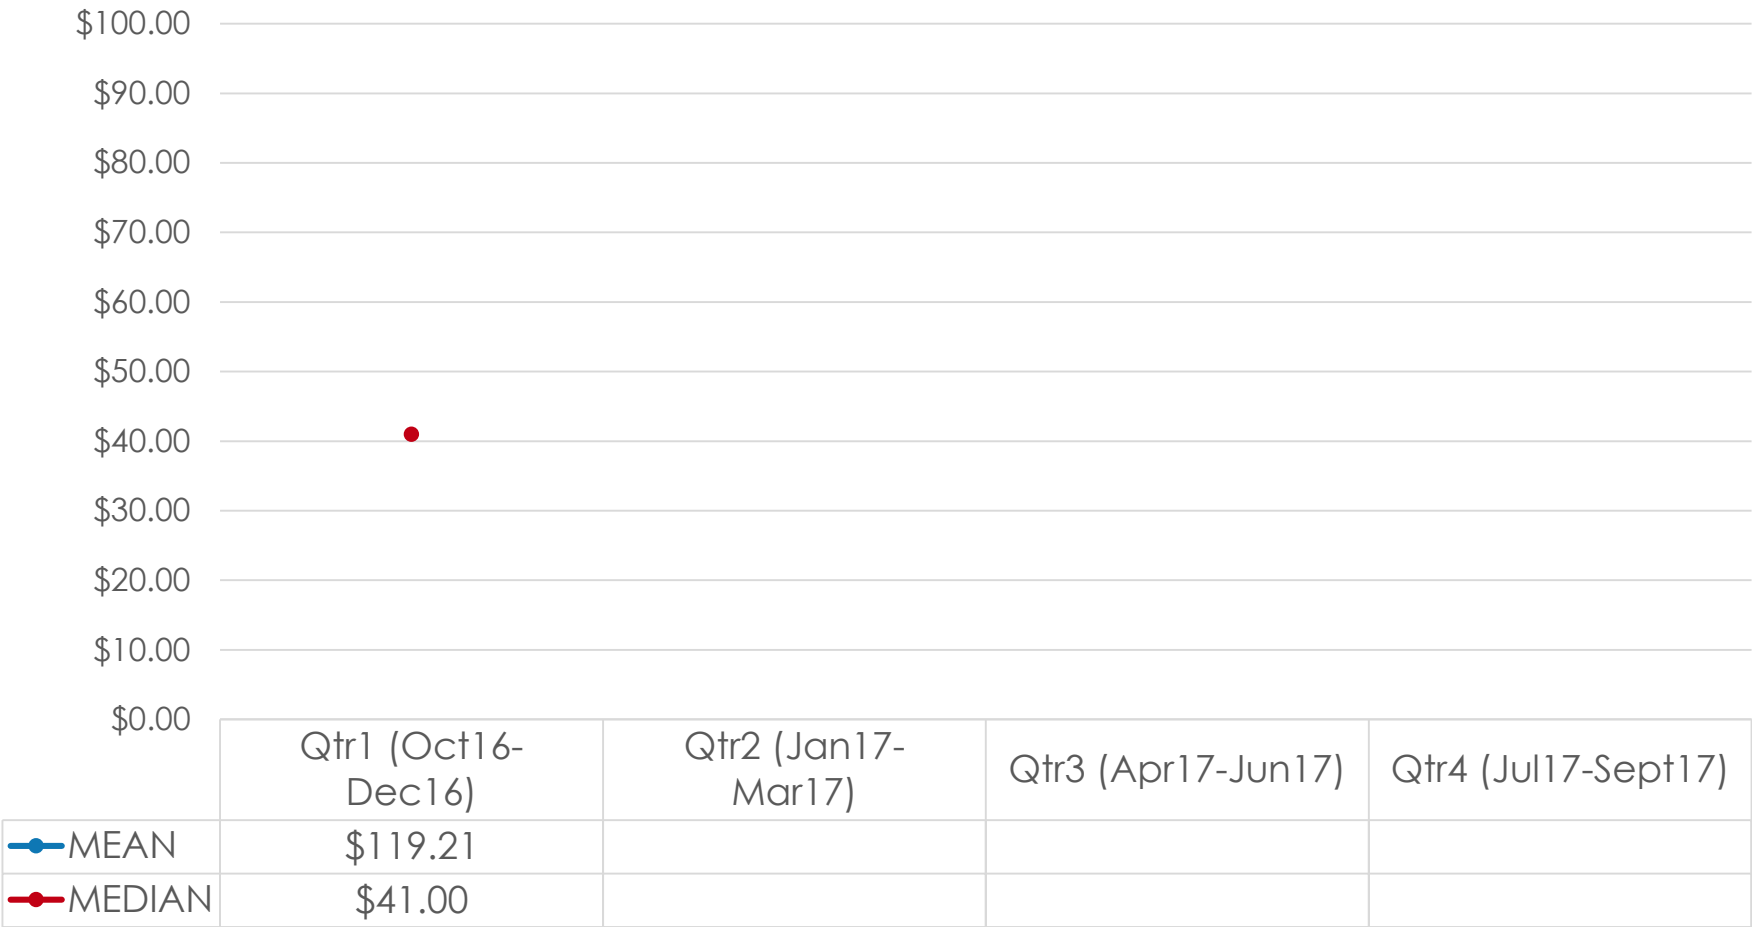 $100.00
$90.00
$80.00
$70.00
$60.00
$50.00
$40.00
$30.00
$20.00
$10.00
$0.00
Qtr1 (Oct16-
Dec16)
Qtr2 (Jan17-
Mar17)
Qtr3 (Apr17-Jun17)
Qtr4 (Jul17-Sept17)
MEAN $119.21
MEDIAN $41.00